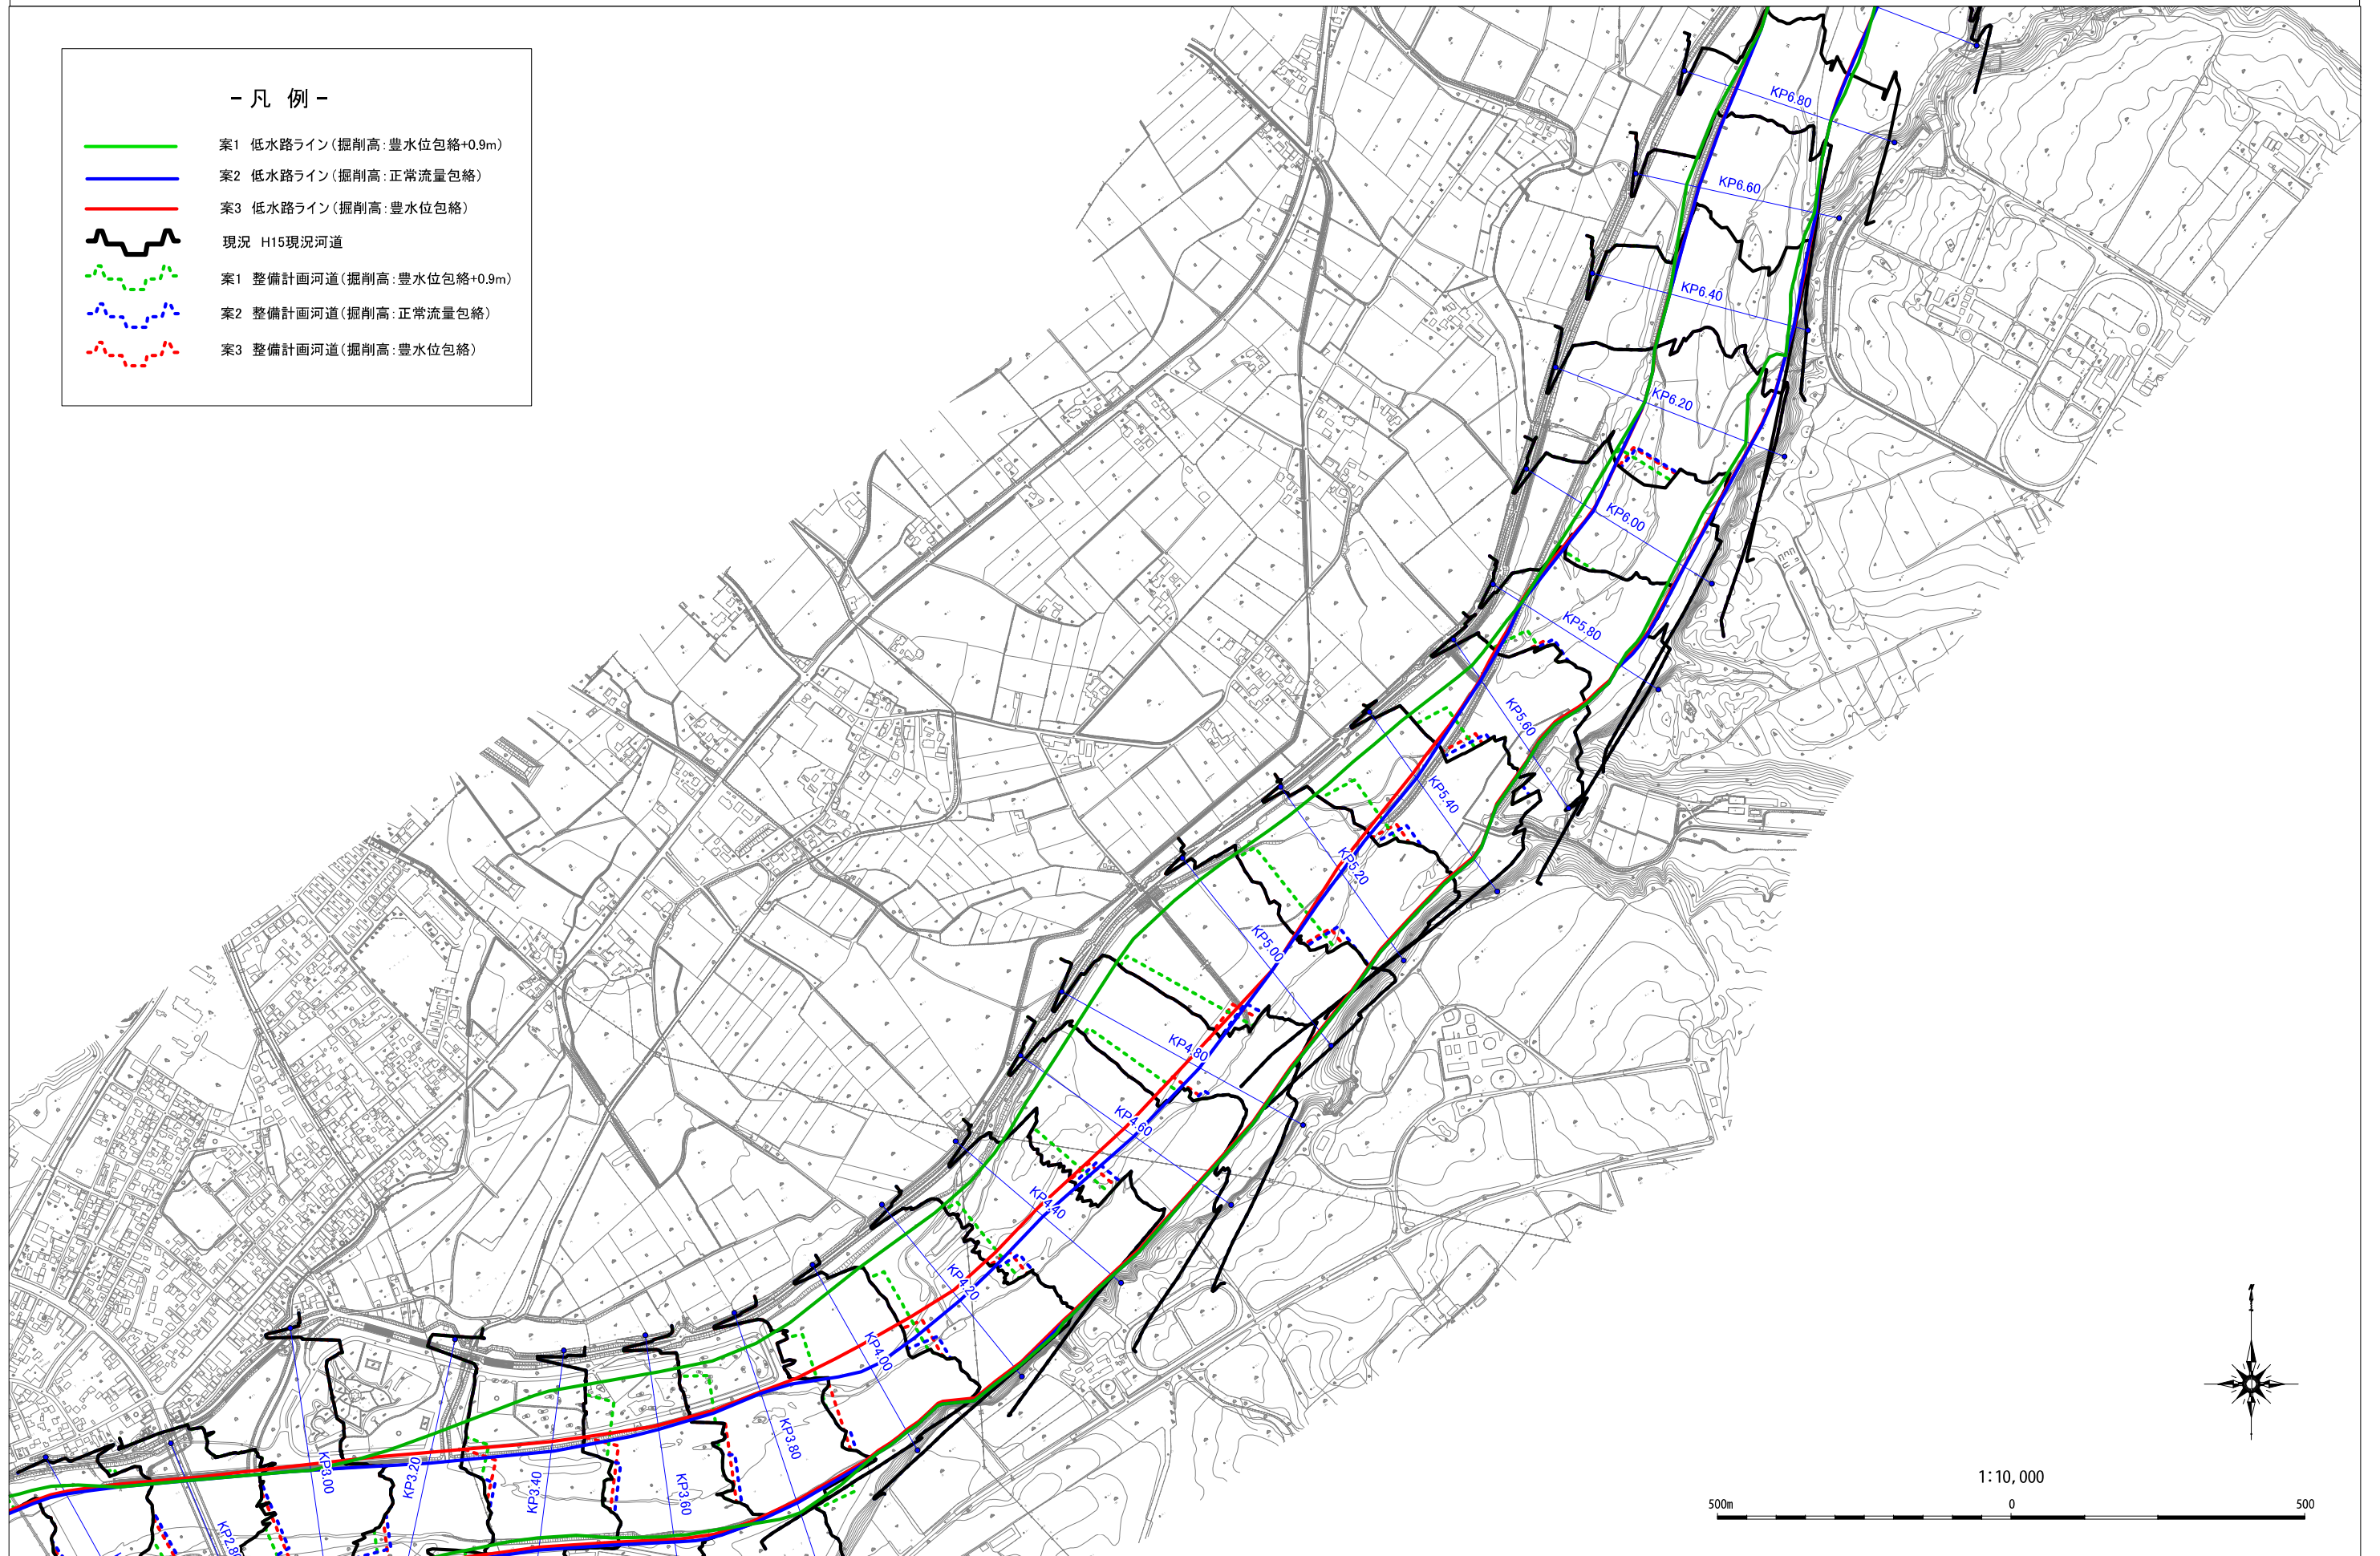 - 凡 例 -
案1 低水路ライン(掘削高:豊水位包絡+0.9m)
案2 低水路ライン(掘削高:正常流量包絡)
案3 低水路ライン(掘削高:豊水位包絡)
現況 H15現況河道
案1 整備計画河道(掘削高:豊水位包絡+0.9m)
案2 整備計画河道(掘削高:正常流量包絡)
案3 整備計画河道(掘削高:豊水位包絡)
KP6.80
KP6.60
KP6.40
KP6.20
KP6.00
KP5.80
KP5.60
KP5.40
KP5.20
KP5.00
KP4.80
KP4.60
KP4.40
KP4.20
KP4.00
KP3.80
KP3.60
KP3.40
KP3.20
KP3.00
KP2.80
1:10,000
500m 0 500